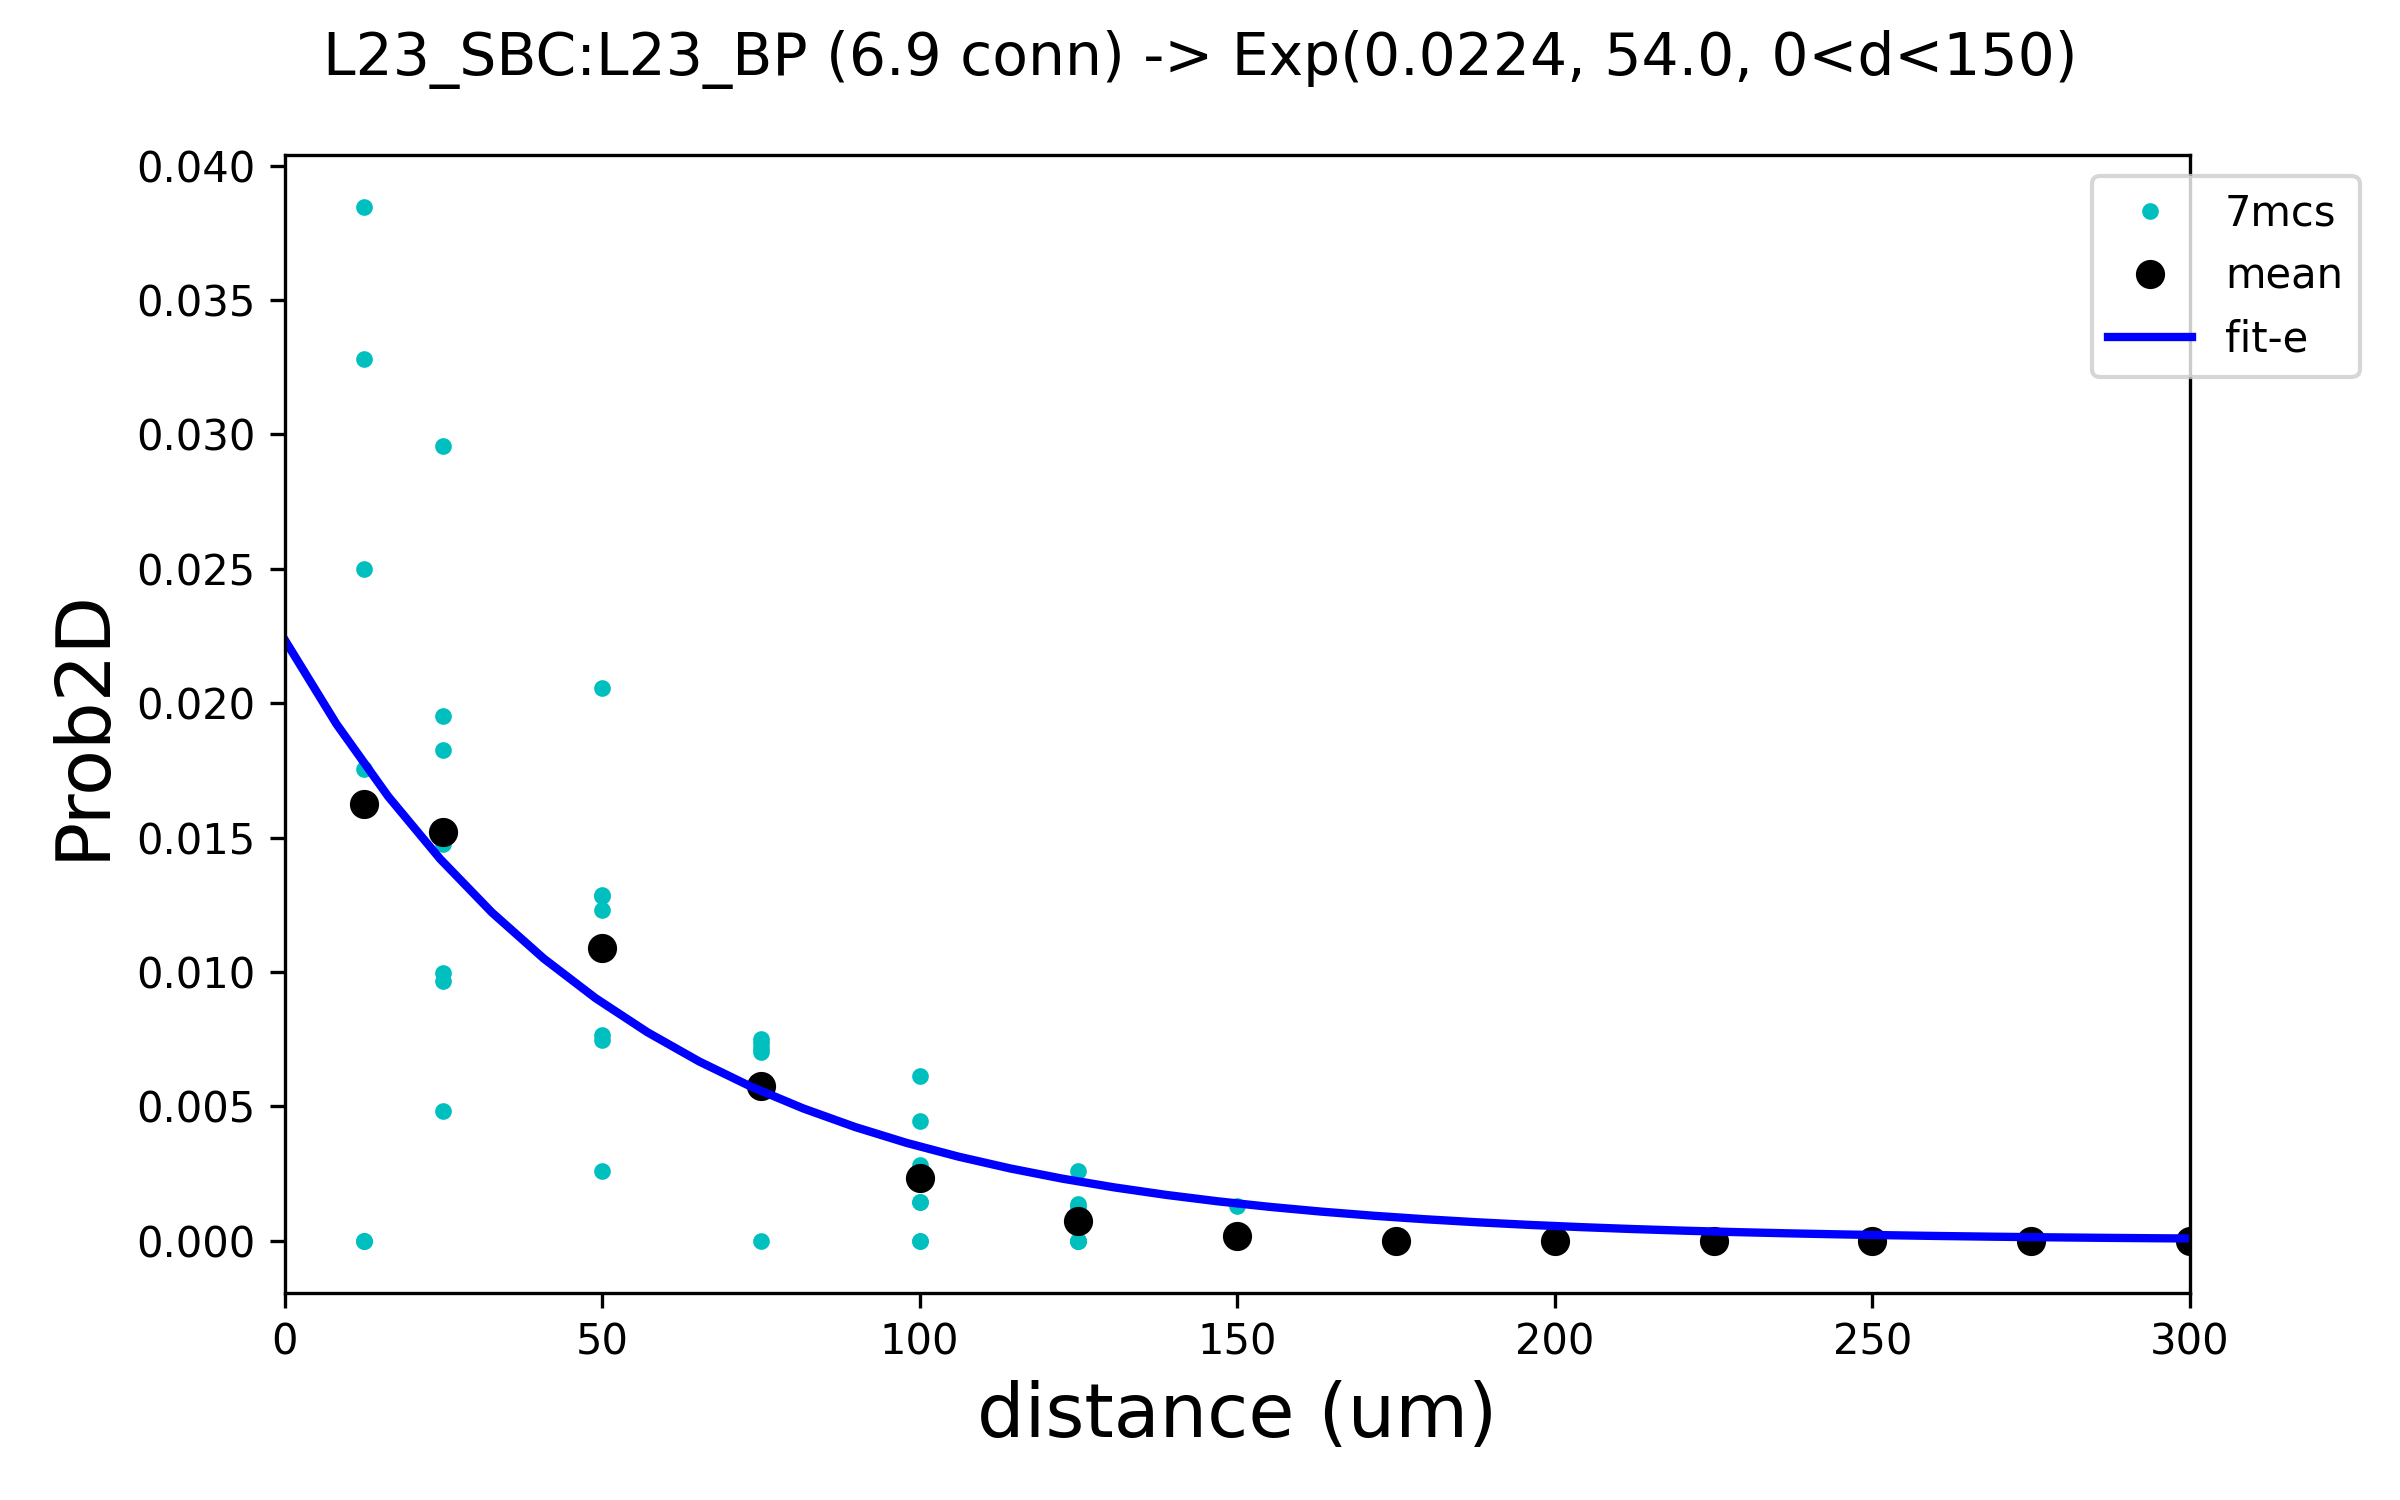 L23_SBC:L23_BP (6.9 conn) -> Exp(0.0224, 54.0, 0<d<150)
0.040
0.035
0.030
0.025
0.020
0.015
0.010
0.005
0.000
Prob2D
7mcs
mean
fit-e
0 50 100 150 200 250 300
distance (um)